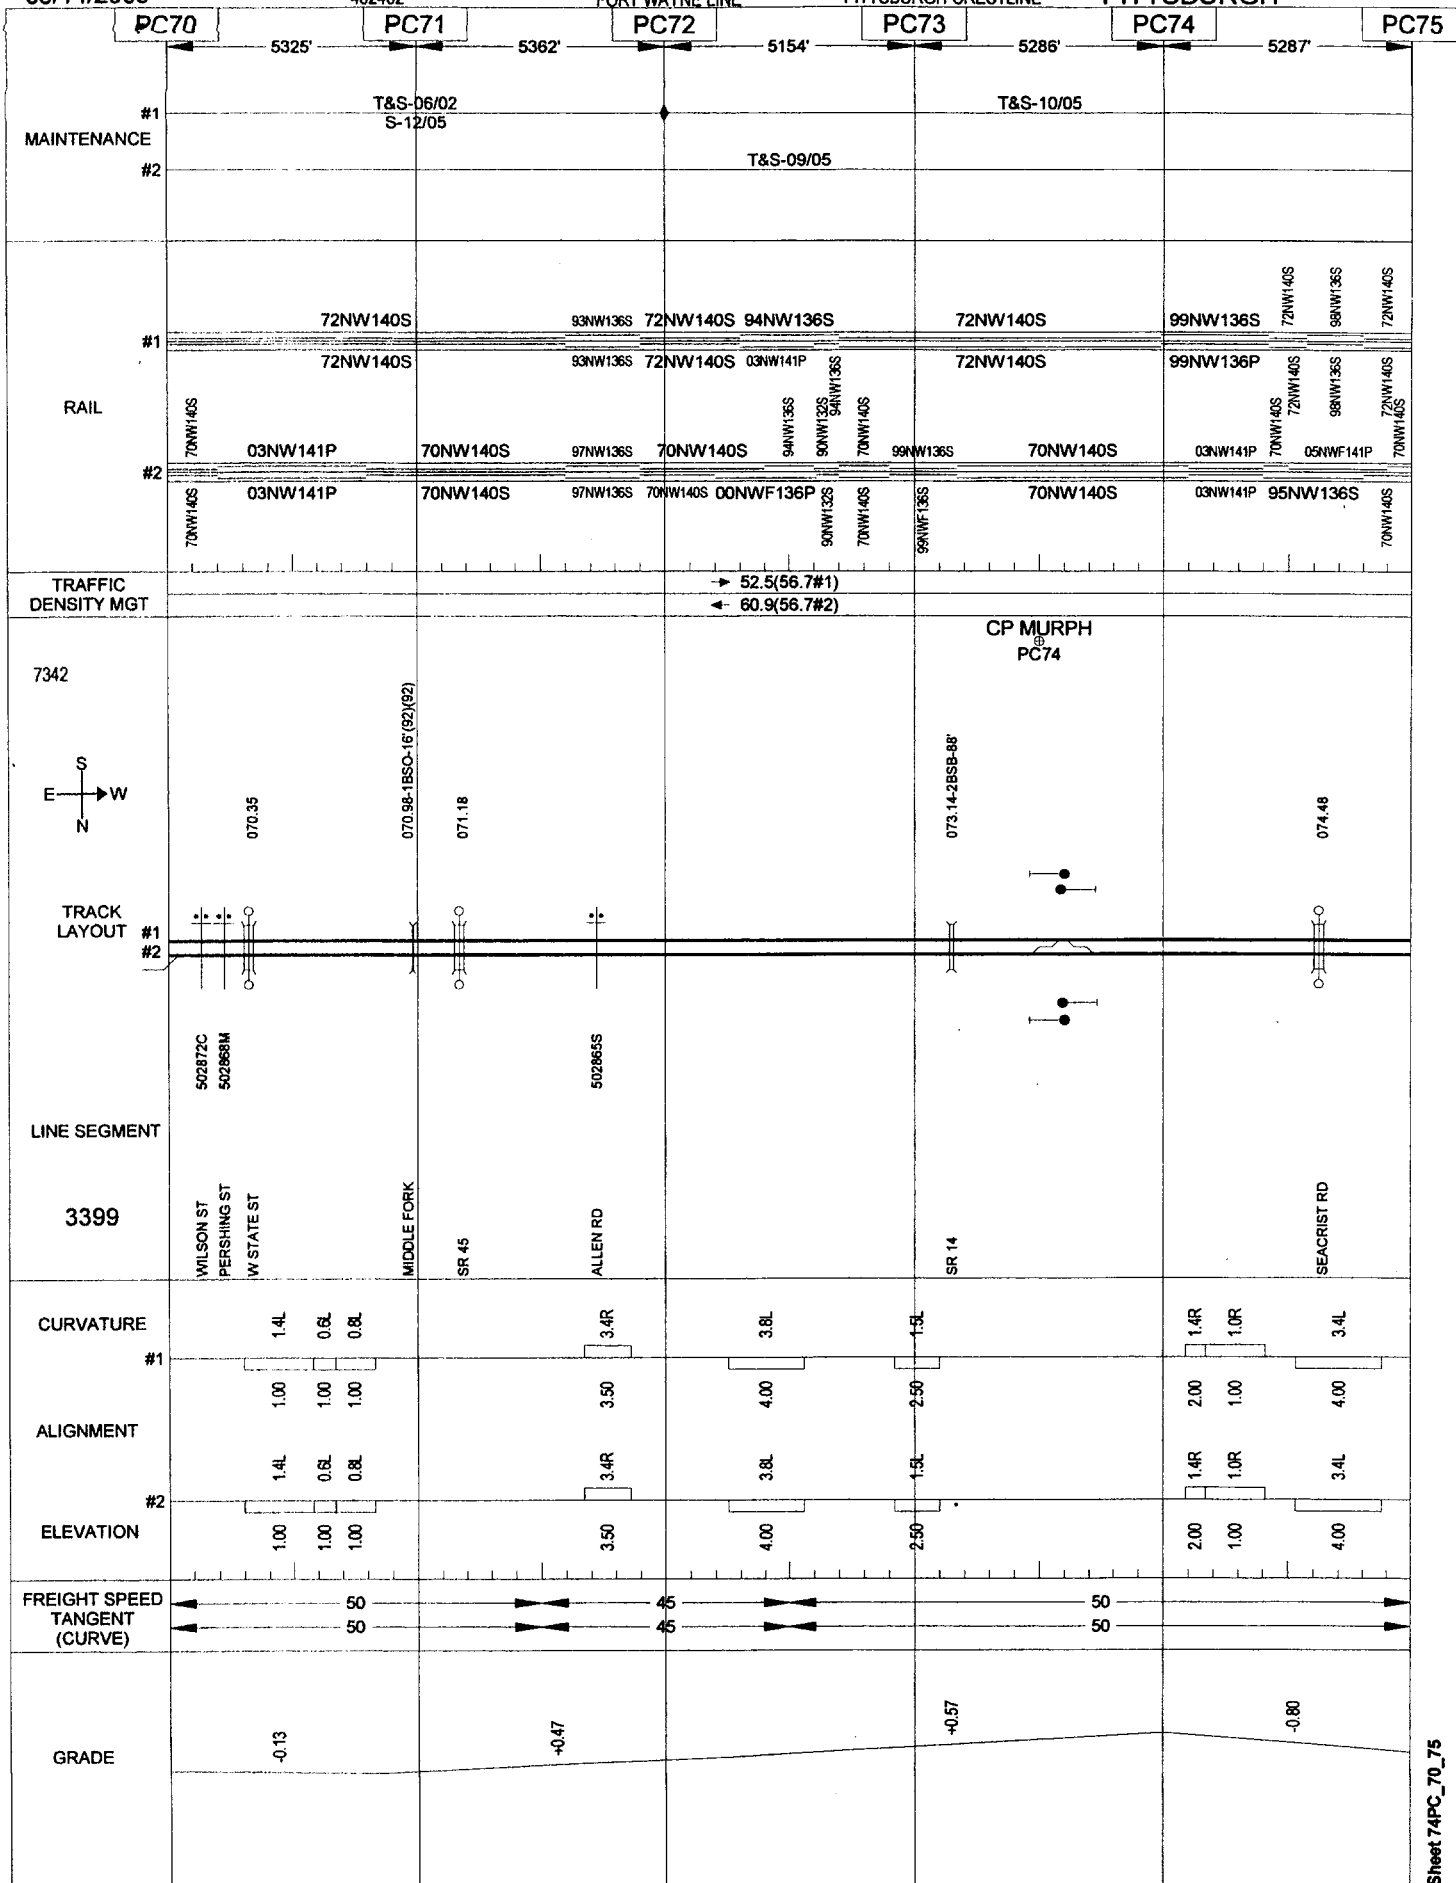 FORT WAYNE LINE
PC70 PC71 PC72 PC73 PC74 PC75
5325' 5362' 5154' 5286' 5287'
T&S-06/02 T&S-10/05
#1
S-12/05
MAINTENANCE
T&S-09/05
#2
72NW140S 98NW136S 72NW140S
72NW140S 93NW136S 72NW140S 94NW136S 72NW140S 99NW136S
#1
72NW140S 93NW136S 72NW140S 03NW141P 72NW140S 99NW136P
94NW136S 72NW140S 98NW136S 72NW140S
RAIL
70NW140S 94NW136S 90NW132S 70NW140S 70NW140S 70NW140S
03NW141P 70NW140S 97NW136S 70NW140S 99NW136S 70NW140S 03NW141P 05NWF141P
#2
03NW141P 70NW140S 97NW136S 70NW140S 00NWF136P 70NW140S 03NW141P 95NW136S
70NW140S 90NW132S 70NW140S 99NWF136S 70NW140S
TRAFFIC
DENSITY MGT
52.5(56.7#1)
60.9(56.7#2)
CP MURPH
PC74
7342
S
E W
N
070.35 070.98-1BSO-16'(92)(92) 071.18 073.14-2BSB-88' 074.48
TRACK
LAYOUT #1
#2
502872C 502868M 502865S
LINE SEGMENT
3399
WILSON ST PERSHING ST W STATE ST MIDDLE FORK SR 45 ALLEN RD SR 14 SEACRIST RD
CURVATURE
1.4L 0.6L 0.8L 3.4R 3.8L 1.5L 1.4R 1.0R 3.4L
#1
1.00 1.00 1.00 3.50 4.00 2.50 2.00 1.00 4.00
ALIGNMENT
1.4L 0.6L 0.8L 3.4R 3.8L 1.5L 1.4R 1.0R 3.4L
#2
ELEVATION
1.00 1.00 1.00 3.50 4.00 2.50 2.00 1.00 4.00
FREIGHT SPEED
TANGENT
(CURVE)
50 45 50
50 45 50
GRADE
-0.13 +0.47 +0.57 -0.80
Sheet 74PC_70_75